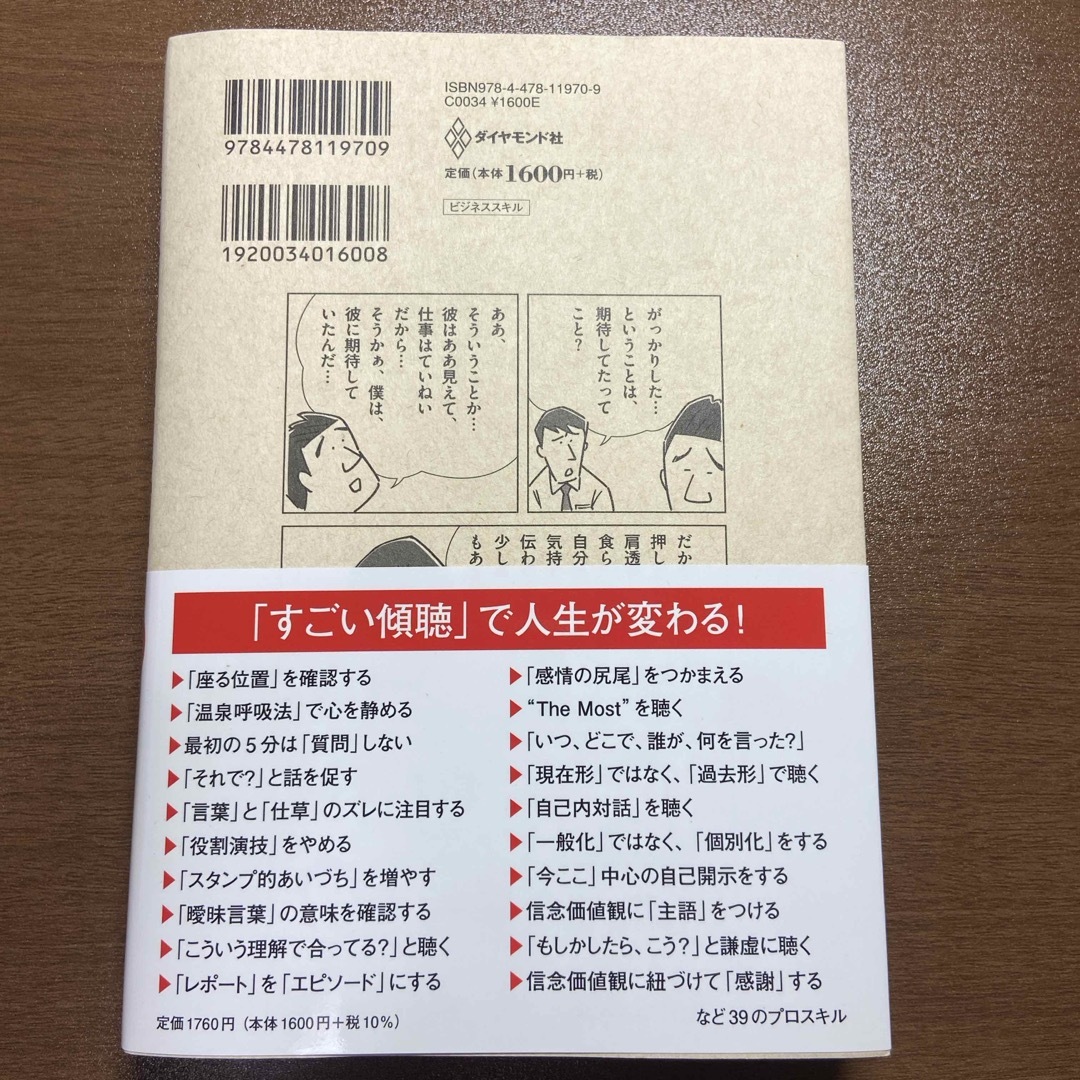 ISBN978-4-478-11970-9
C0034 ¥1600E
9784478119709
ダイヤモンド社
定価(本体1600円+税)
ビジネススキル
1920034016008
がっかりした…
ということは、
期待してたって
こと?
ああ、
そういうことか…
彼はああ見えて、
仕事はていねい
だから…
そうかぁ、僕は、
彼に期待して
いたんだ…
だか
押し
肩透
食ら
自分
気持
伝わ
少し
もあ
「すごい傾聴」で人生が変わる!
▶「座る位置」を確認する
▶「温泉呼吸法」で心を静める
▶最初の5分は「質問」しない
▶「それで?」と話を促す
▶「言葉」と「仕草」のズレに注目する
▶「役割演技」をやめる
▶「スタンプ的あいづち」を増やす
▶「曖昧言葉」の意味を確認する
▶「こういう理解で合ってる?」と聴く
▶「レポート」を「エピソード」にする
▶「感情の尻尾」をつかまえる
▶“The Most”を聴く
▶「いつ、どこで、誰が、何を言った?」
▶「現在形」ではなく、「過去形」で聴く
▶「自己内対話」を聴く
▶「一般化」ではなく、「個別化」をする
▶「今ここ」中心の自己開示をする
▶信念価値観に「主語」をつける
▶「もしかしたら、こう?」と謙虚に聴く
▶信念価値観に紐づけて「感謝」する
定価1760円(本体1600円+税10%)
など39のプロスキル